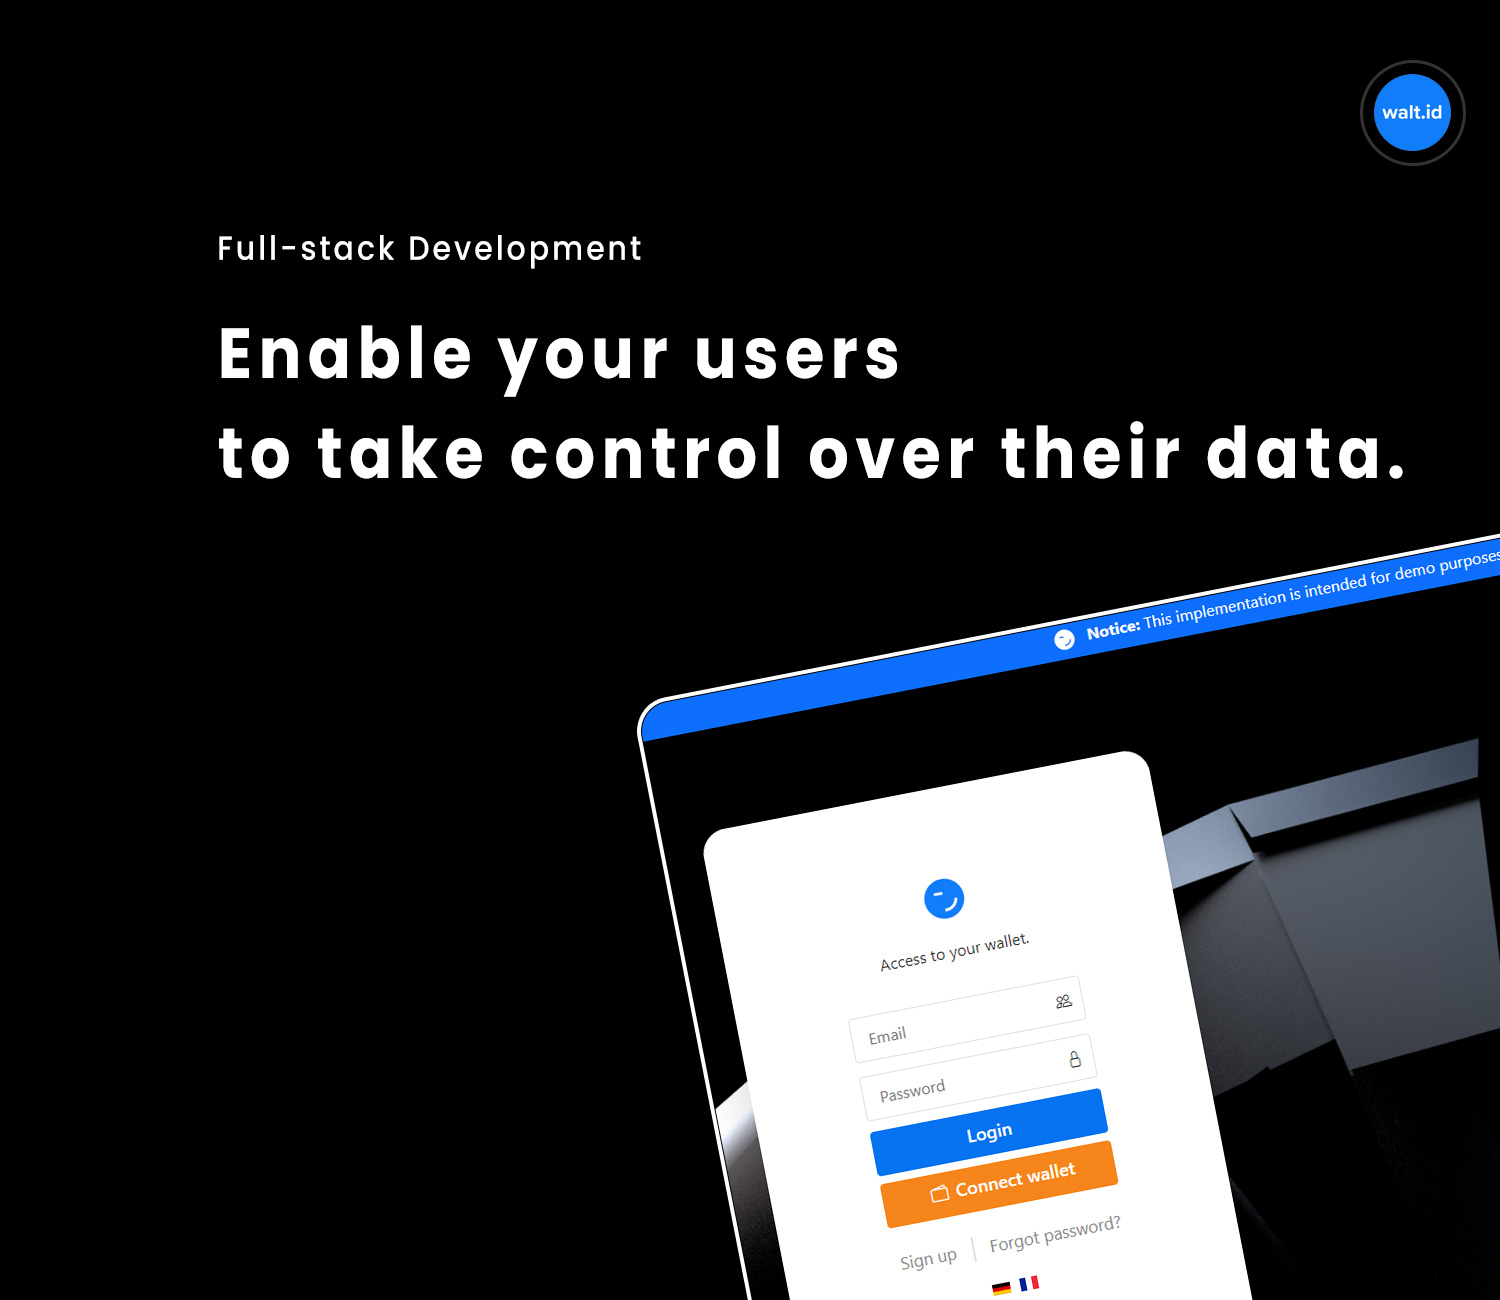 walt.id
Full-stack Development
Enable your users
to take control over their data.
Notice: This implementation is intended for demo purposes
Access to your wallet.
Email
Password
Login
Connect wallet
Sign up | Forgot password?